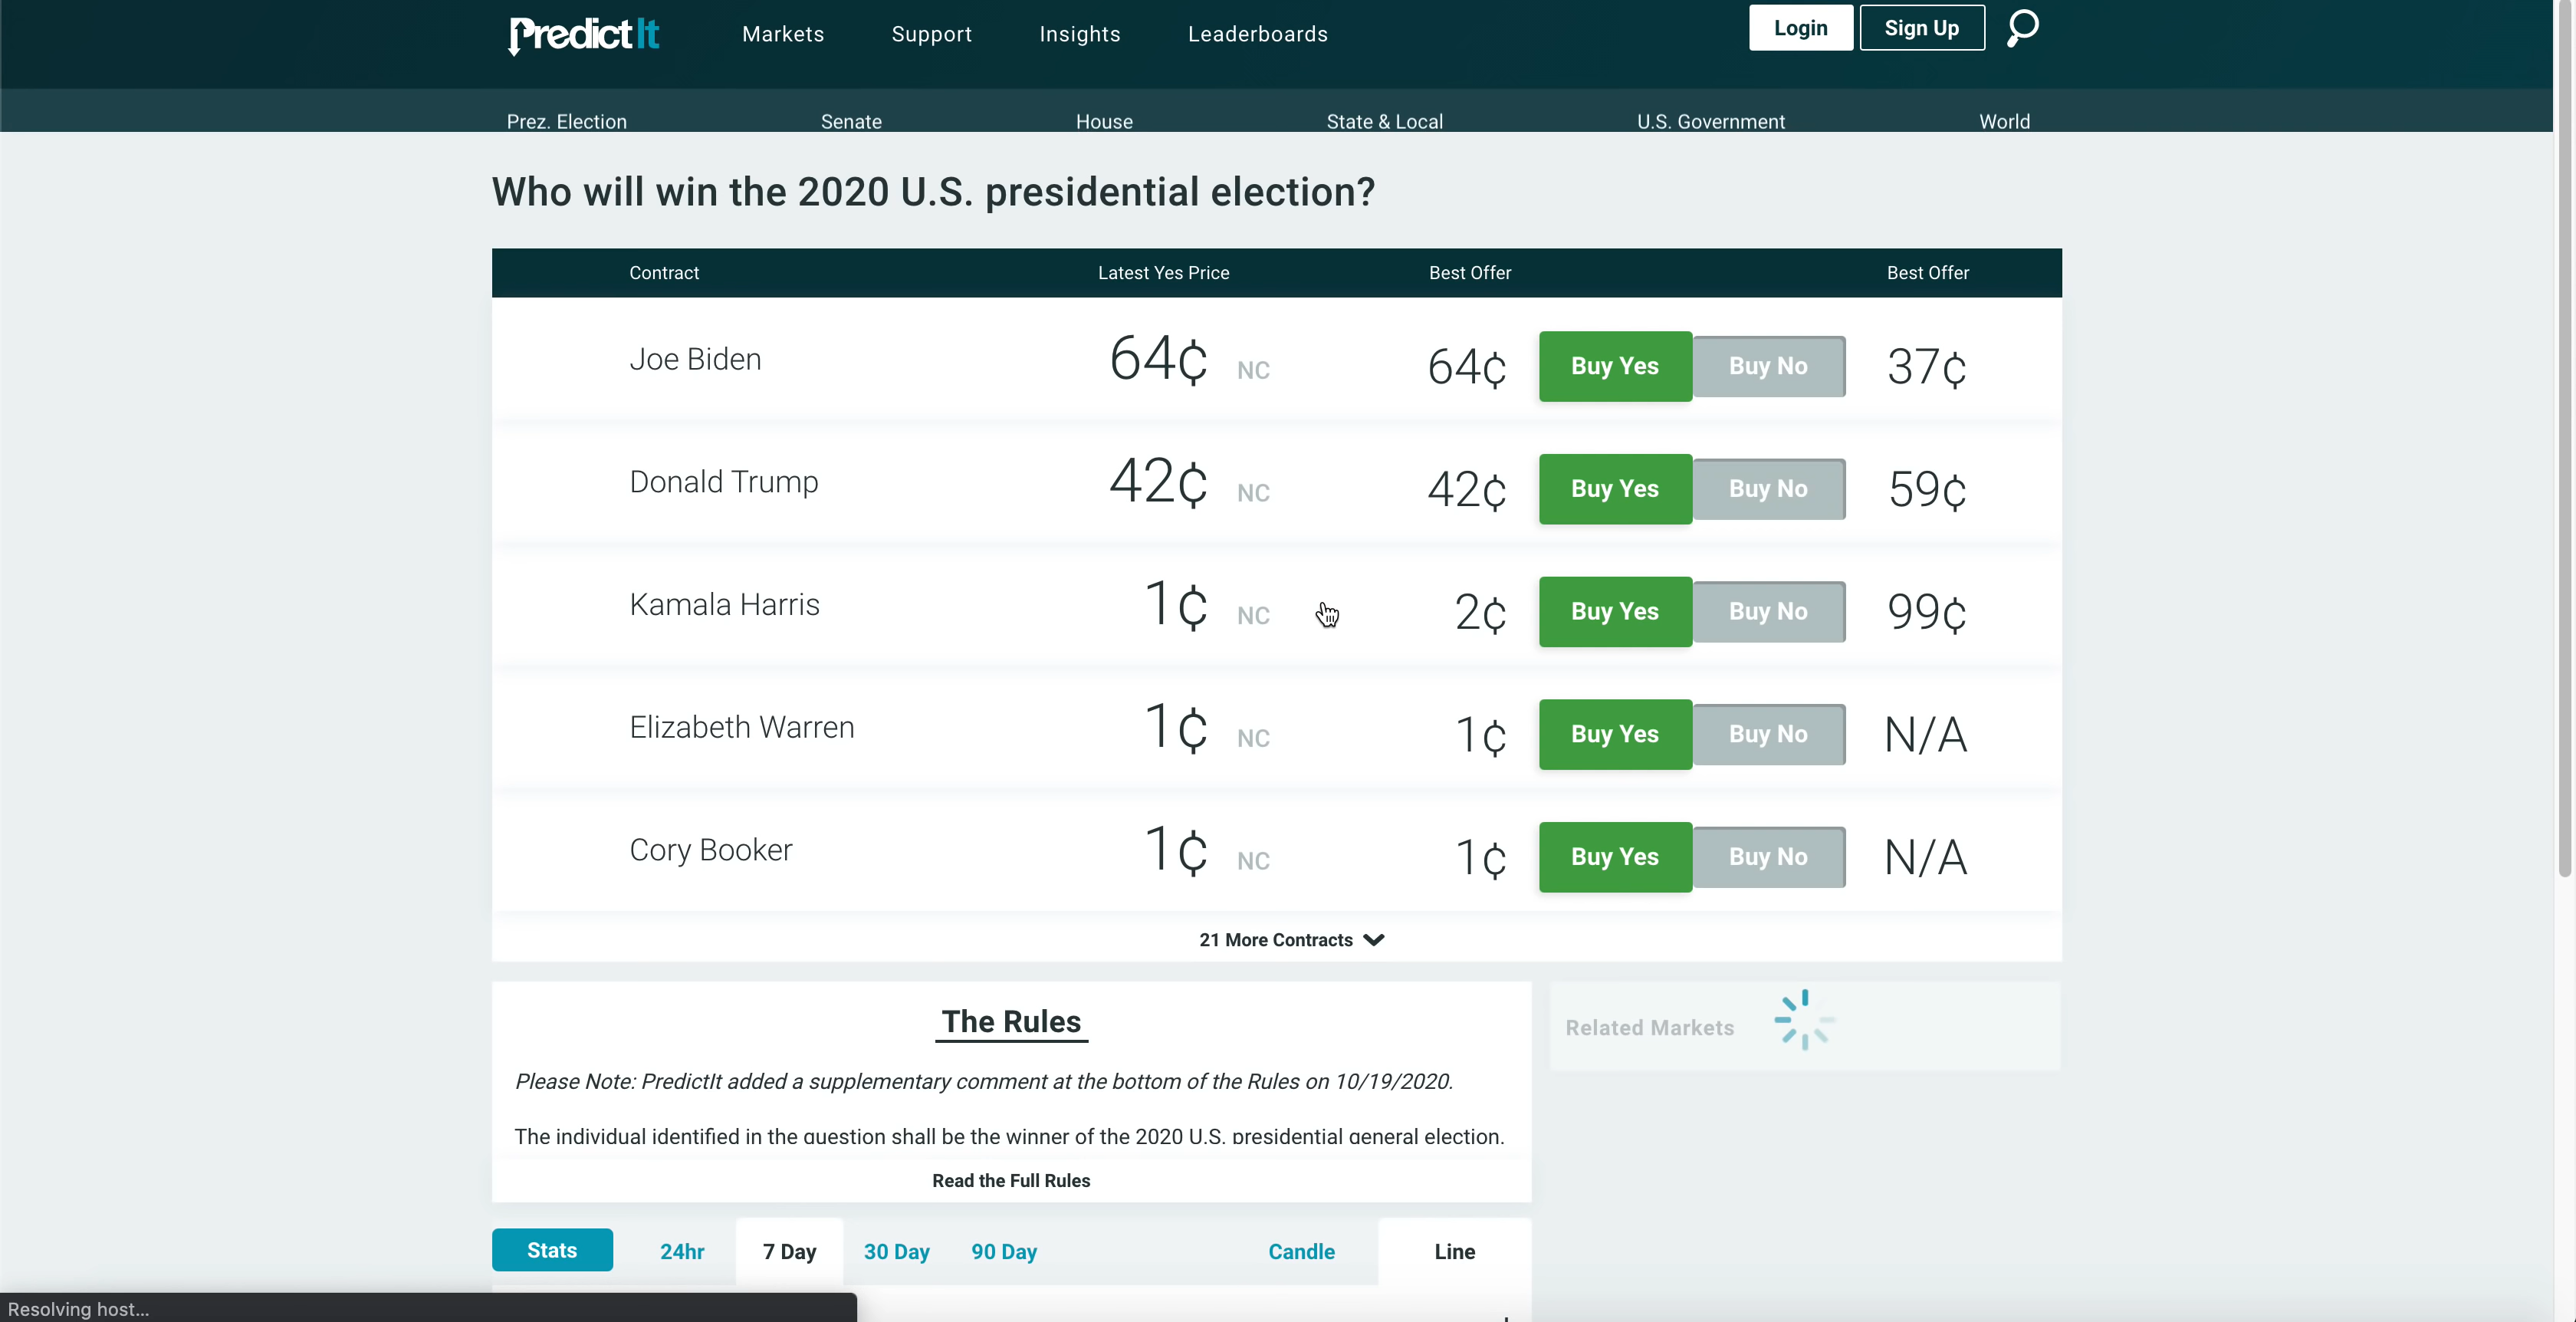 PredictIt Markets Support Insights Leaderboards Login Sign Up
Prez. Election Senate House State & Local U.S. Government World
Who will win the 2020 U.S. presidential election?
Contract Latest Yes Price Best Offer Best Offer
Joe Biden 64¢ NC 64¢ Buy Yes Buy No 37¢
Donald Trump 42¢ NC 42¢ Buy Yes Buy No 59¢
Kamala Harris 1¢ NC 2¢ Buy Yes Buy No 99¢
Elizabeth Warren 1¢ NC 1¢ Buy Yes Buy No N/A
Cory Booker 1¢ NC 1¢ Buy Yes Buy No N/A
21 More Contracts
The Rules
Related Markets
Please Note: PredictIt added a supplementary comment at the bottom of the Rules on 10/19/2020.
The individual identified in the question shall be the winner of the 2020 U.S. presidential general election.
Read the Full Rules
Stats 24hr 7 Day 30 Day 90 Day Candle Line
Resolving host...